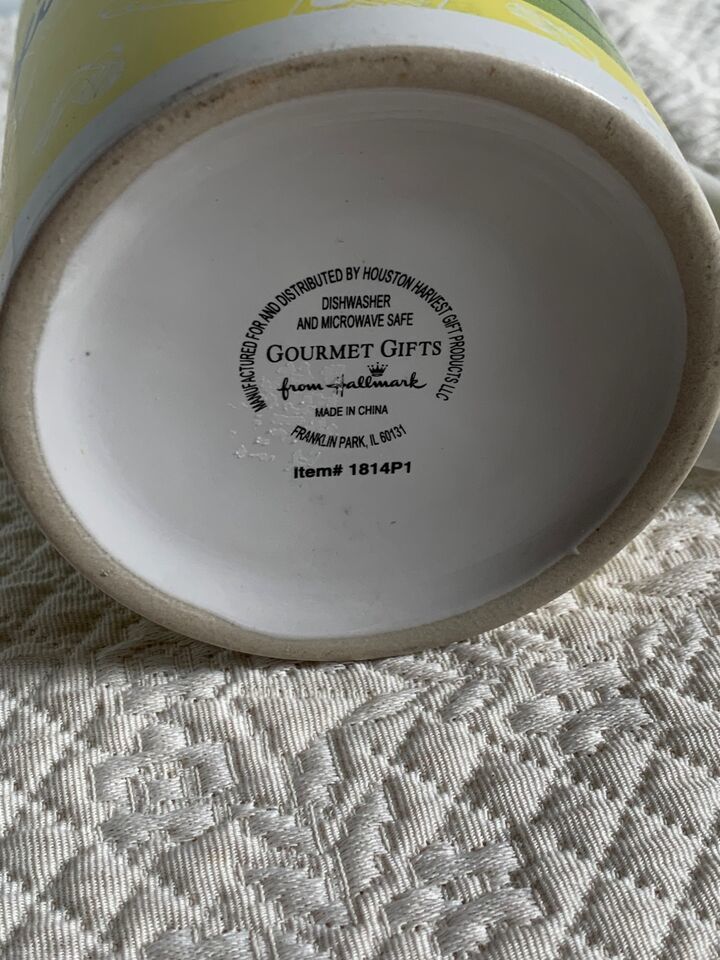 MANUFACTURED FOR AND DISTRIBUTED BY HOUSTON HARVEST GIFT PRODUCTS LLC
DISHWASHER
AND MICROWAVE SAFE
GOURMET GIFTS
from Hallmark
MADE IN CHINA
FRANKLIN PARK, IL 60131
Item# 1814P1